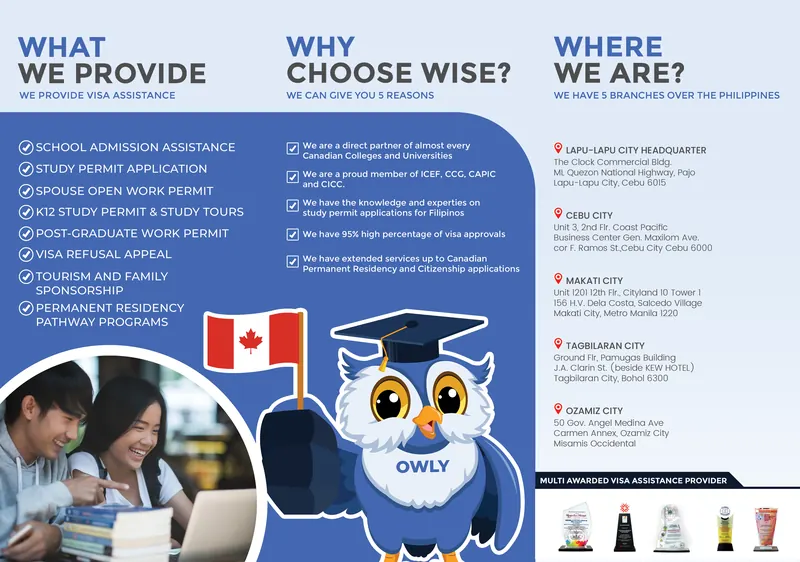 WHAT
WE PROVIDE
WE PROVIDE VISA ASSISTANCE
SCHOOL ADMISSION ASSISTANCE
STUDY PERMIT APPLICATION
SPOUSE OPEN WORK PERMIT
K12 STUDY PERMIT & STUDY TOURS
POST-GRADUATE WORK PERMIT
VISA REFUSAL APPEAL
TOURISM AND FAMILY
SPONSORSHIP
PERMANENT RESIDENCY
PATHWAY PROGRAMS
WHY
CHOOSE WISE?
WE CAN GIVE YOU 5 REASONS
We are a direct partner of almost every
Canadian Colleges and Universities
We are a proud member of ICEF, CCG, CAPIC
and CICC.
We have the knowledge and experties on
study permit applications for Filipinos
We have 95% high percentage of visa approvals
We have extended services up to Canadian
Permanent Residency and Citizenship applications
OWLY
WHERE
WE ARE?
WE HAVE 5 BRANCHES OVER THE PHILIPPINES
LAPU-LAPU CITY HEADQUARTER
The Clock Commercial Bldg.
ML Quezon National Highway, Pajo
Lapu-Lapu City, Cebu 6015
CEBU CITY
Unit 3, 2nd Flr. Coast Pacific
Business Center Gen. Maxilom Ave.
cor F. Ramos St.,Cebu City Cebu 6000
MAKATI CITY
Unit 1201 12th Flr., Cityland 10 Tower 1
156 H.V. Dela Costa, Salcedo Village
Makati City, Metro Manila 1220
TAGBILARAN CITY
Ground Flr, Pamugas Building
J.A. Clarin St. (beside KEW HOTEL)
Tagbilaran City, Bohol 6300
OZAMIZ CITY
50 Gov. Angel Medina Ave
Carmen Annex, Ozamiz City
Misamis Occidental
MULTI AWARDED VISA ASSISTANCE PROVIDER